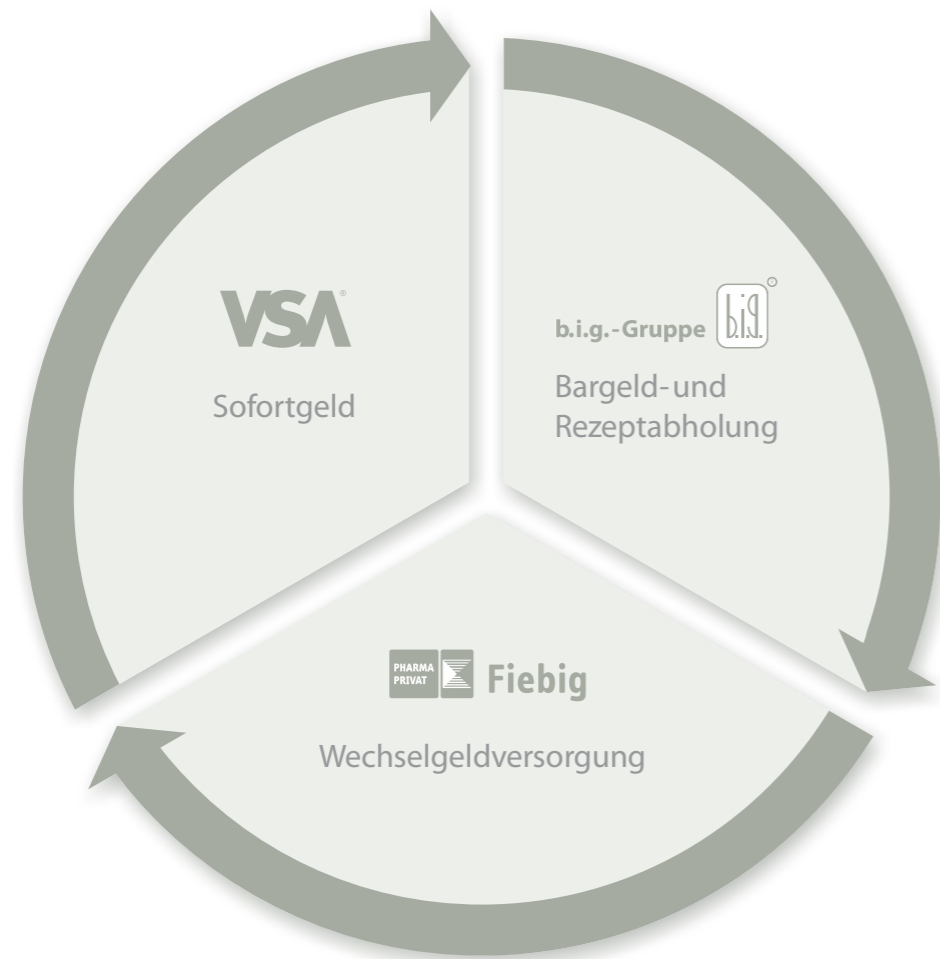 VSA®
Sofortgeld
b.i.g.-Gruppe b.i.g.
Bargeld- und
Rezeptabholung
PHARMA
PRIVAT
Fiebig
Wechselgeldversorgung